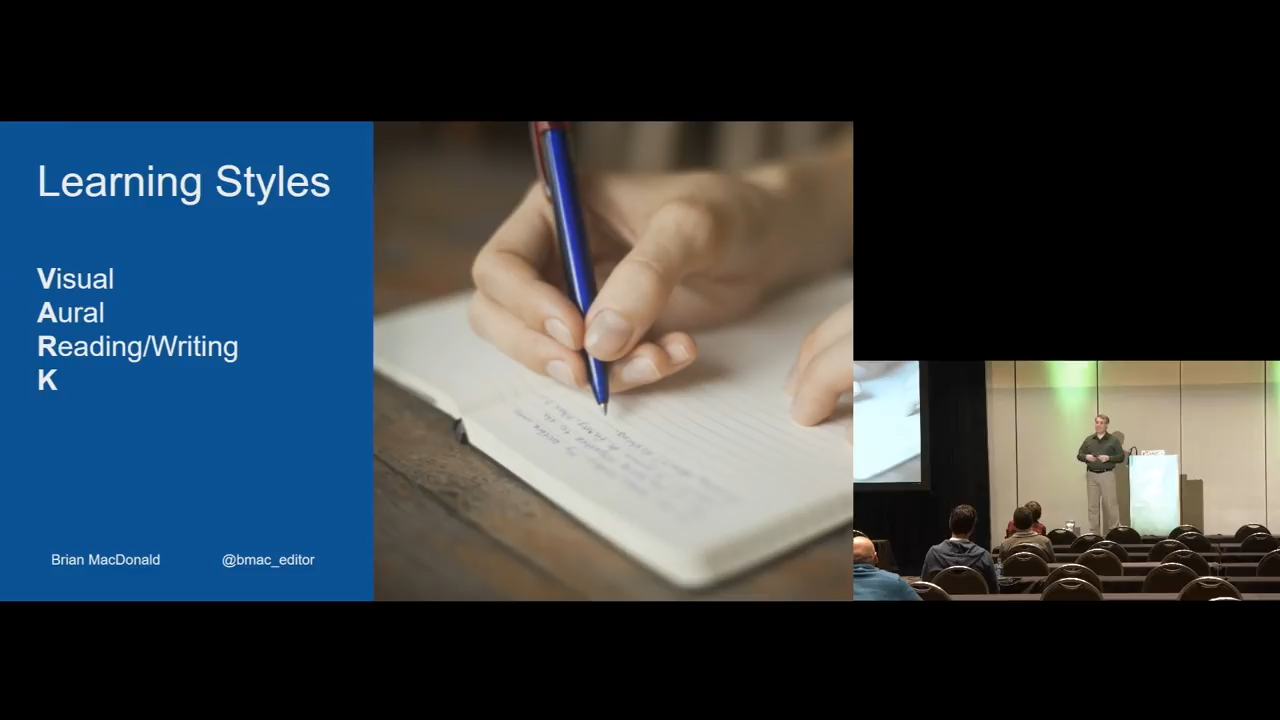 Learning Styles
Visual
Aural
Reading/Writing
K
Brian MacDonald
@bmac_editor